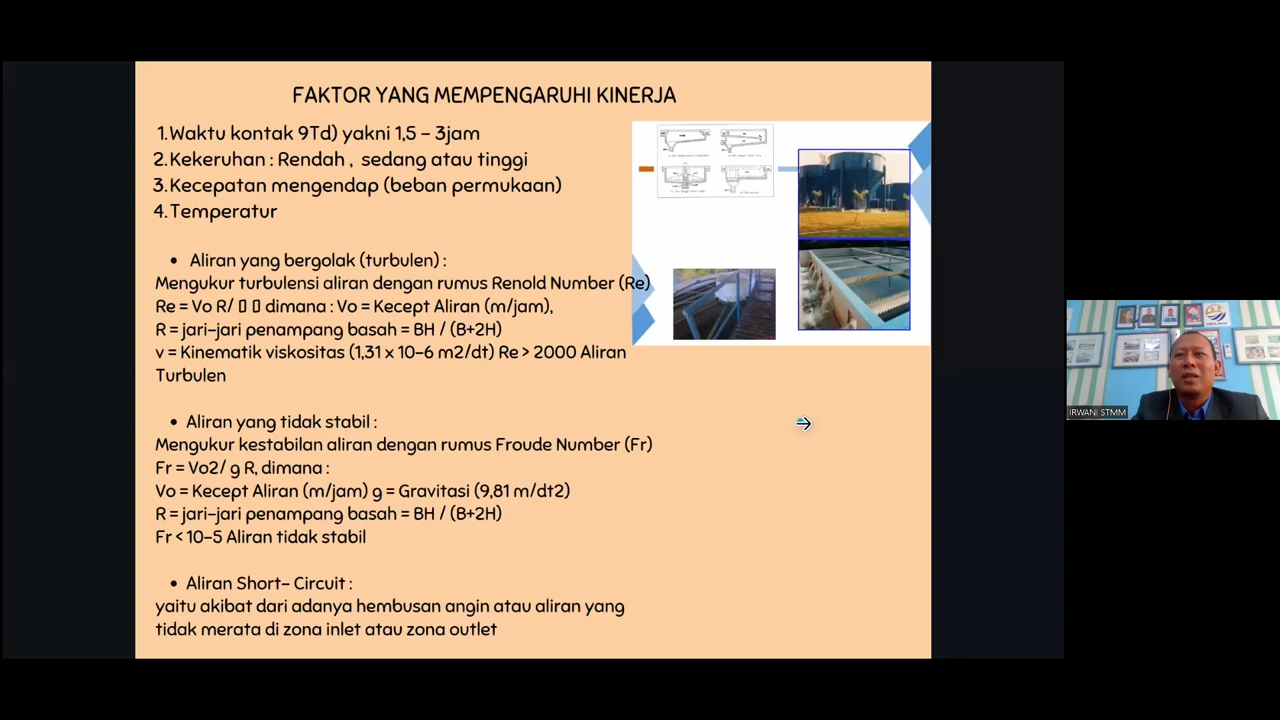 FAKTOR YANG MEMPENGARUHI KINERJA
1.Waktu kontak 9Td) yakni 1,5 – 3jam
2.Kekeruhan : Rendah , sedang atau tinggi
3.Kecepatan mengendap (beban permukaan)
4.Temperatur
• Aliran yang bergolak (turbulen) :
Mengukur turbulensi aliran dengan rumus Renold Number (Re)
Re = Vo R/ ▯ ▯ dimana : Vo = Kecept Aliran (m/jam),
R = jari-jari penampang basah = BH / (B+2H)
v = Kinematik viskositas (1,31 x 10-6 m2/dt) Re > 2000 Aliran
Turbulen
• Aliran yang tidak stabil :
Mengukur kestabilan aliran dengan rumus Froude Number (Fr)
Fr = Vo2/ g R, dimana :
Vo = Kecept Aliran (m/jam) g = Gravitasi (9,81 m/dt2)
R = jari-jari penampang basah = BH / (B+2H)
Fr < 10-5 Aliran tidak stabil
• Aliran Short- Circuit :
yaitu akibat dari adanya hembusan angin atau aliran yang
tidak merata di zona inlet atau zona outlet
IRWANI STMM